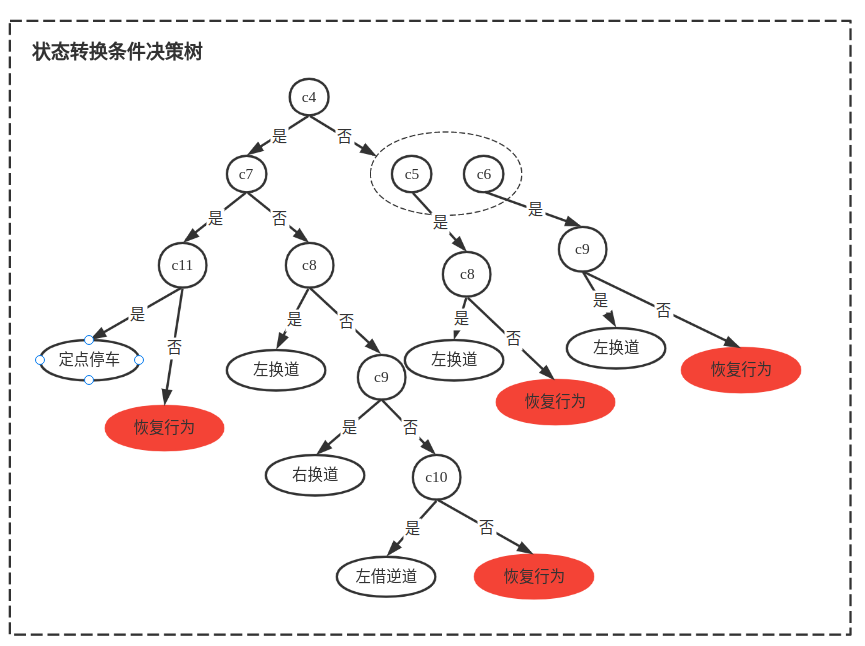 状态转换条件决策树
c4
是
否
c7
c5
c6
是
否
是
是
c11
c8
c8
c9
是
否
是
否
是
否
是
否
定点停车
左换道
c9
左换道
左换道
恢复行为
恢复行为
恢复行为
是
否
右换道
c10
是
否
左借逆道
恢复行为